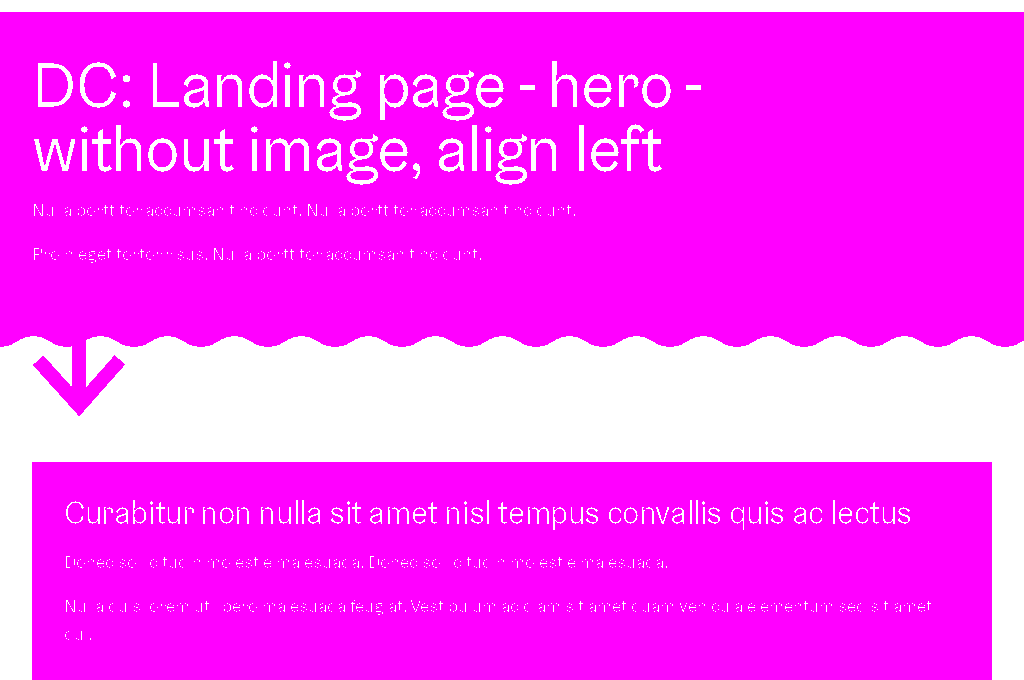 DC: Landing page - hero -
without image, align left
Nulla porttitor accumsan tincidunt. Nulla porttitor accumsan tincidunt.
Proin eget tortor risus. Nulla porttitor accumsan tincidunt.
Curabitur non nulla sit amet nisl tempus convallis quis ac lectus
Donec sollicitudin molestie malesuada. Donec sollicitudin molestie malesuada.
Nulla quis lorem ut libero malesuada feugiat. Vestibulum ac diam sit amet quam vehicula elementum sed sit amet
dui.